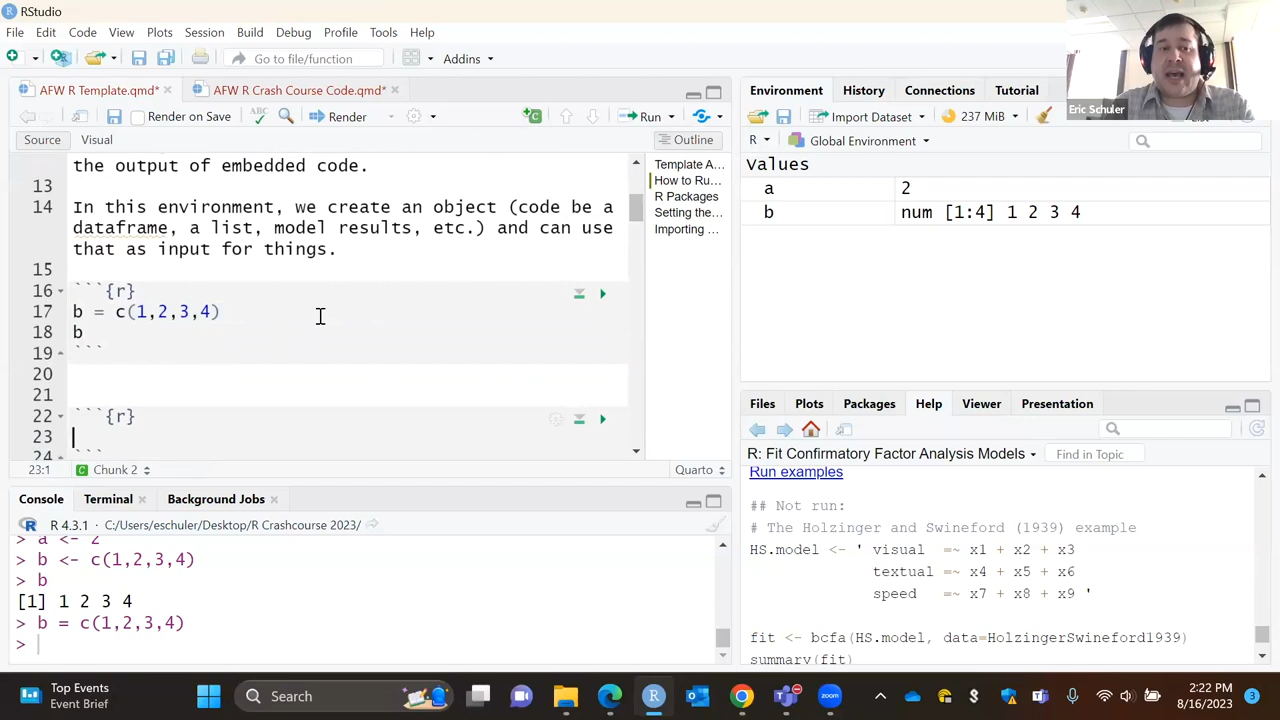 RStudio
File Edit Code View Plots Session Build Debug Profile Tools Help
Go to file/function Addins
AFW R Template.qmd* AFW R Crash Course Code.qmd*
Render on Save ABC Render Run
Source Visual Outline
the output of embedded code.
13
14 In this environment, we create an object (code be a
dataframe, a list, model results, etc.) and can use
that as input for things.
15
16 ```{r}
17 b = c(1,2,3,4)
18 b
19 ```
20
21
22 ```{r}
23
24 ```
Template A...
How to Ru...
R Packages
Setting the...
Importing ...
23:1 Chunk 2 Quarto
Console Terminal Background Jobs
R 4.3.1 · C:/Users/eschuler/Desktop/R Crashcourse 2023/
> a <- 2
> b <- c(1,2,3,4)
> b
[1] 1 2 3 4
> b = c(1,2,3,4)
>
Environment History Connections Tutorial
Import Dataset 237 MiB
R Global Environment
Values
a 2
b num [1:4] 1 2 3 4
Files Plots Packages Help Viewer Presentation
R: Fit Confirmatory Factor Analysis Models Find in Topic
Run examples
## Not run:
# The Holzinger and Swineford (1939) example
HS.model <- ' visual =~ x1 + x2 + x3
textual =~ x4 + x5 + x6
speed =~ x7 + x8 + x9 '
fit <- bcfa(HS.model, data=HolzingerSwineford1939)
summary(fit)
Eric Schuler
Top Events
Event Brief
Search
zoom
2:22 PM
8/16/2023
3